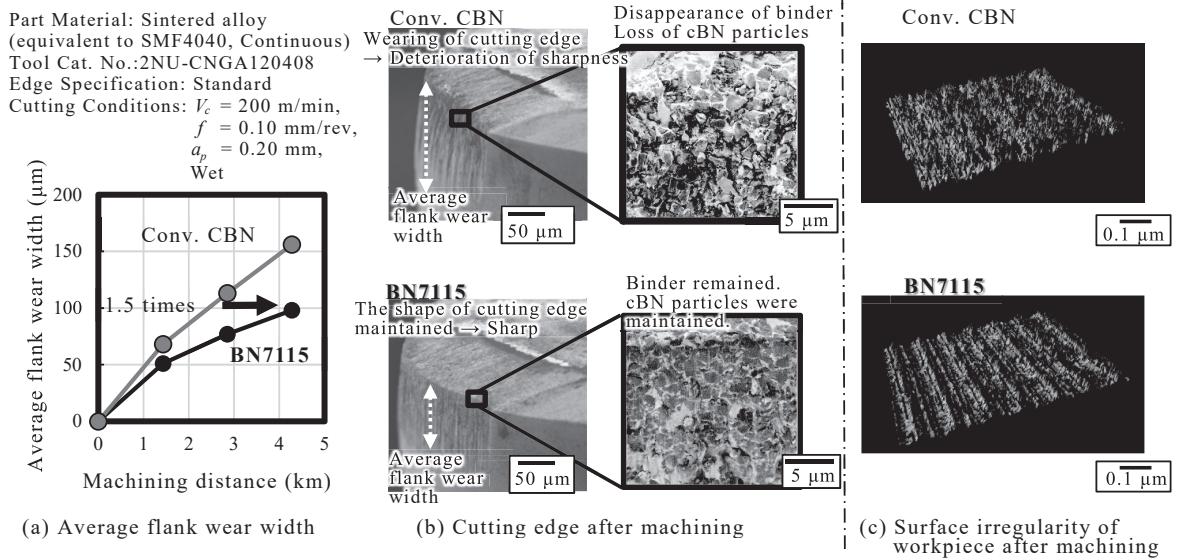 Part Material: Sintered alloy
(equivalent to SMF4040, Continuous)
Tool Cat. No.:2NU-CNGA120408
Edge Specification: Standard
Cutting Conditions: Vc = 200 m/min,
f = 0.10 mm/rev,
ap = 0.20 mm,
Wet
Average flank wear width (μm)
200
150
100
50
0
Conv. CBN
1.5 times
BN7115
0 1 2 3 4 5
Machining distance (km)
(a) Average flank wear width
Conv. CBN
Wearing of cutting edge
→ Deterioration of sharpness
Average
flank wear
width
50 μm
Disappearance of binder
Loss of cBN particles
5 μm
BN7115
The shape of cutting edge
maintained → Sharp
Average
flank wear
width
50 μm
Binder remained.
cBN particles were
maintained.
5 μm
(b) Cutting edge after machining
Conv. CBN
0.1 μm
BN7115
0.1 μm
(c) Surface irregularity of
workpiece after machining